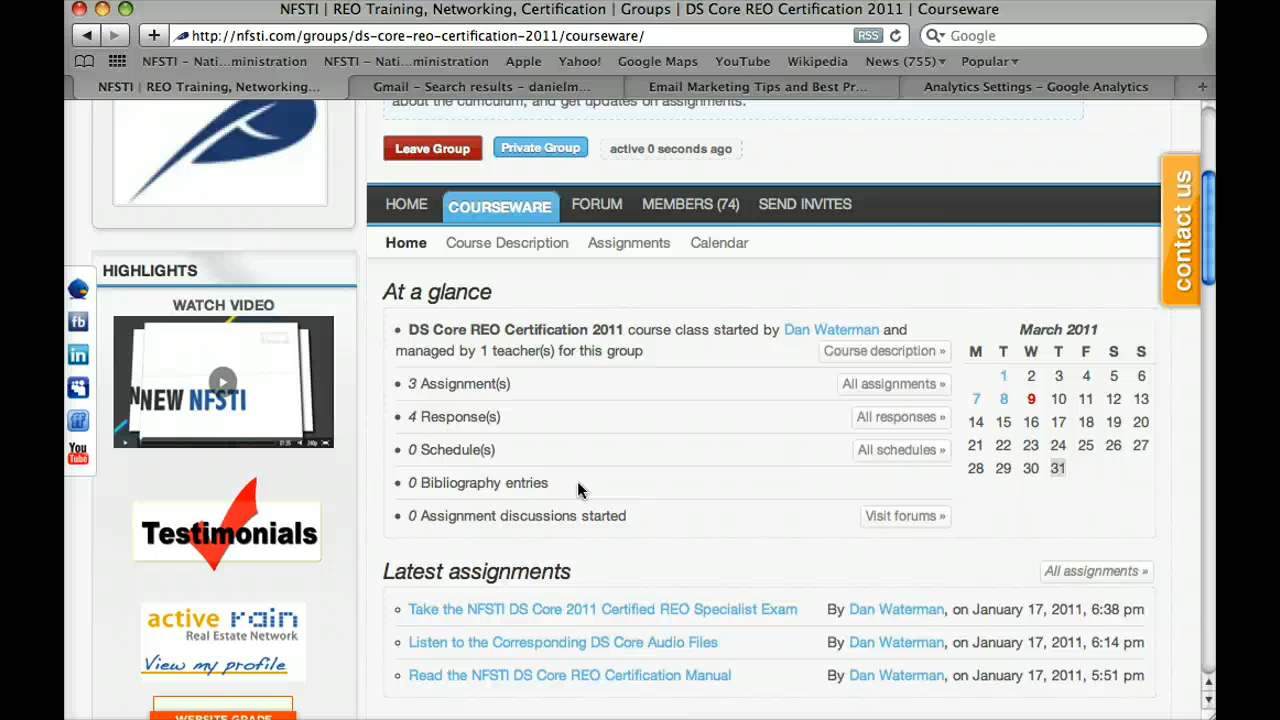 NFSTI | REO Training, Networking, Certification | Groups | DS Core REO Certification 2011 | Courseware
http://nfsti.com/groups/ds-core-reo-certification-2011/courseware/
RSS
Google
NFSTI – Nati...ministration
NFSTI – Nati...ministration
Apple
Yahoo!
Google Maps
YouTube
Wikipedia
News (755)
Popular
NFSTI | REO Training, Networking...
Gmail – Search results – danielm...
Email Marketing Tips and Best Pr...
Analytics Settings – Google Analytics
about the curriculum, and get updates on assignments.
Leave Group
Private Group
active 0 seconds ago
contact us
HOME
COURSEWARE
FORUM
MEMBERS (74)
SEND INVITES
Home
Course Description
Assignments
Calendar
HIGHLIGHTS
WATCH VIDEO
NEW NFSTI
fb
in
ff
You
Tube
Testimonials
active rain
Real Estate Network
View my profile
WEBSITE GRADE
At a glance
• DS Core REO Certification 2011 course class started by Dan Waterman and
managed by 1 teacher(s) for this group
Course description »
• 3 Assignment(s)
All assignments »
• 4 Response(s)
All responses »
• 0 Schedule(s)
All schedules »
• 0 Bibliography entries
• 0 Assignment discussions started
Visit forums »
March 2011
M T W T F S S
1 2 3 4 5 6
7 8 9 10 11 12 13
14 15 16 17 18 19 20
21 22 23 24 25 26 27
28 29 30 31
Latest assignments
All assignments »
Take the NFSTI DS Core 2011 Certified REO Specialist Exam By Dan Waterman, on January 17, 2011, 6:38 pm
Listen to the Corresponding DS Core Audio Files By Dan Waterman, on January 17, 2011, 6:14 pm
Read the NFSTI DS Core REO Certification Manual By Dan Waterman, on January 17, 2011, 5:51 pm